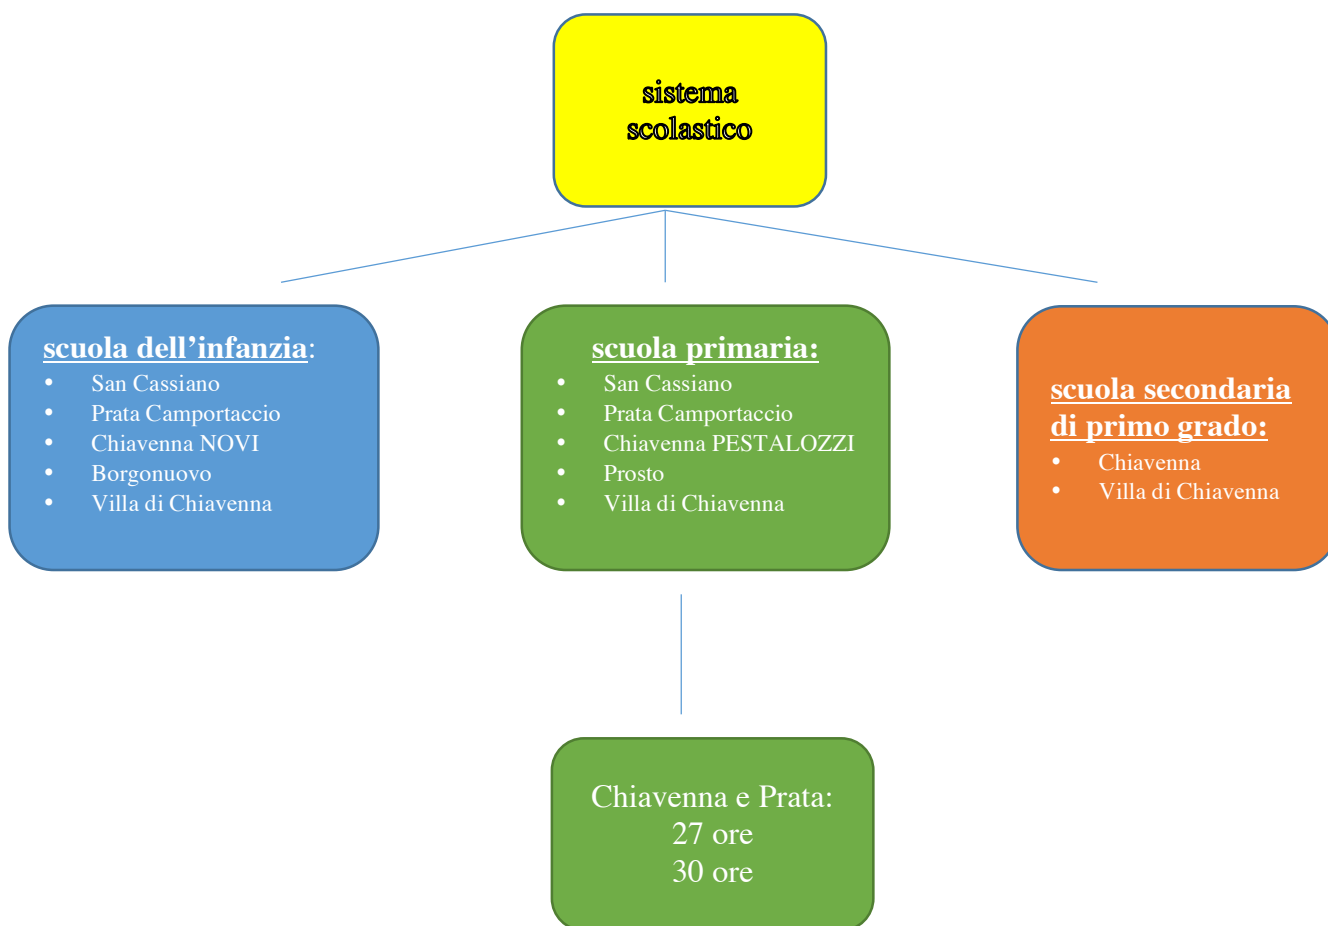 sistema
scolastico
scuola dell’infanzia:
• San Cassiano
• Prata Camportaccio
• Chiavenna NOVI
• Borgonuovo
• Villa di Chiavenna
scuola primaria:
• San Cassiano
• Prata Camportaccio
• Chiavenna PESTALOZZI
• Prosto
• Villa di Chiavenna
scuola secondaria
di primo grado:
• Chiavenna
• Villa di Chiavenna
Chiavenna e Prata:
27 ore
30 ore